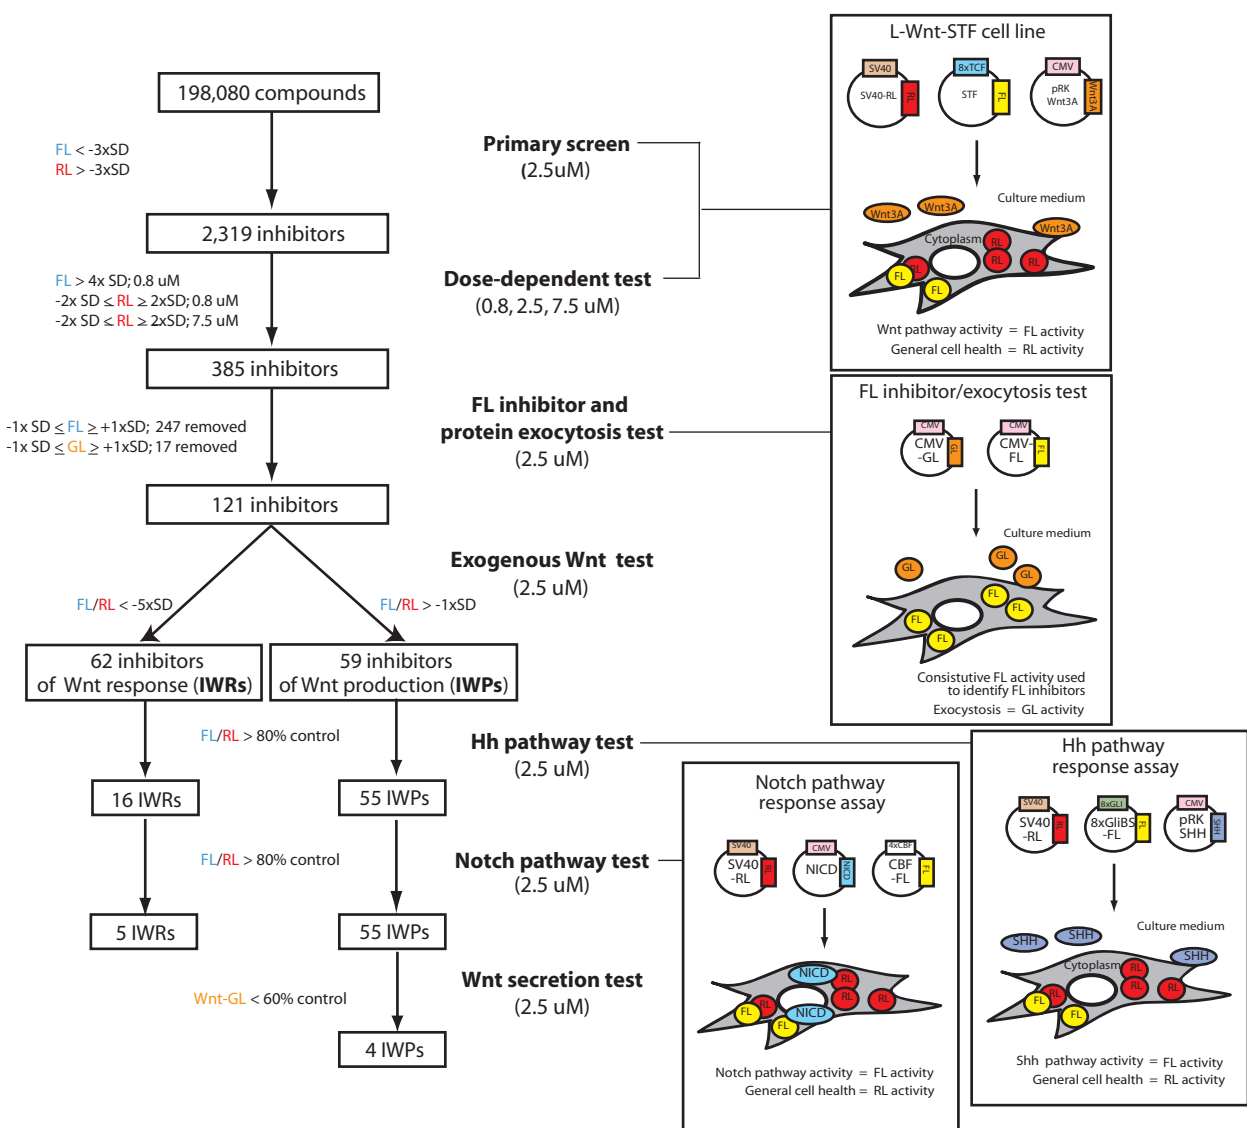 198,080 compounds
FL < -3xSD
RL > -3xSD
2,319 inhibitors
FL > 4x SD; 0.8 uM
-2x SD ≤ RL ≥ 2xSD; 0.8 uM
-2x SD ≤ RL ≥ 2xSD; 7.5 uM
385 inhibitors
-1x SD ≤ FL ≥ +1xSD; 247 removed
-1x SD ≤ GL ≥ +1xSD; 17 removed
121 inhibitors
FL/RL < -5xSD
FL/RL > -1xSD
62 inhibitors
of Wnt response (IWRs)
59 inhibitors
of Wnt production (IWPs)
FL/RL > 80% control
16 IWRs
55 IWPs
FL/RL > 80% control
5 IWRs
55 IWPs
Wnt-GL < 60% control
4 IWPs
Primary screen
(2.5uM)
Dose-dependent test
(0.8, 2.5, 7.5 uM)
FL inhibitor and
protein exocytosis test
(2.5 uM)
Exogenous Wnt test
(2.5 uM)
Hh pathway test
(2.5 uM)
Notch pathway test
(2.5 uM)
Wnt secretion test
(2.5 uM)
L-Wnt-STF cell line
SV40
SV40-RL
RL
8xTCF
STF
FL
CMV
pRK
Wnt3A
Wnt3A
Culture medium
Wnt3A
Wnt3A
Wnt3A
Cytoplasm
RL
RL
RL
RL
FL
FL
Wnt pathway activity = FL activity
General cell health = RL activity
FL inhibitor/exocytosis test
CMV
CMV
-GL
GL
CMV
CMV-
FL
FL
Culture medium
GL
GL
GL
FL
FL
FL
FL
Consistutive FL activity used
to identify FL inhibitors
Exocystosis = GL activity
Notch pathway
response assay
SV40
SV40
-RL
RL
CMV
NICD
NICD
4xCBF
CBF
-FL
FL
NICD
NICD
RL
RL
RL
RL
FL
FL
Notch pathway activity = FL activity
General cell health = RL activity
Hh pathway
response assay
SV40
SV40
-RL
RL
8xGLI
8xGliBS
-FL
FL
CMV
pRK
SHH
SHH
Culture medium
SHH
SHH
SHH
Cytoplasm
RL
RL
RL
RL
FL
FL
Shh pathway activity = FL activity
General cell health = RL activity